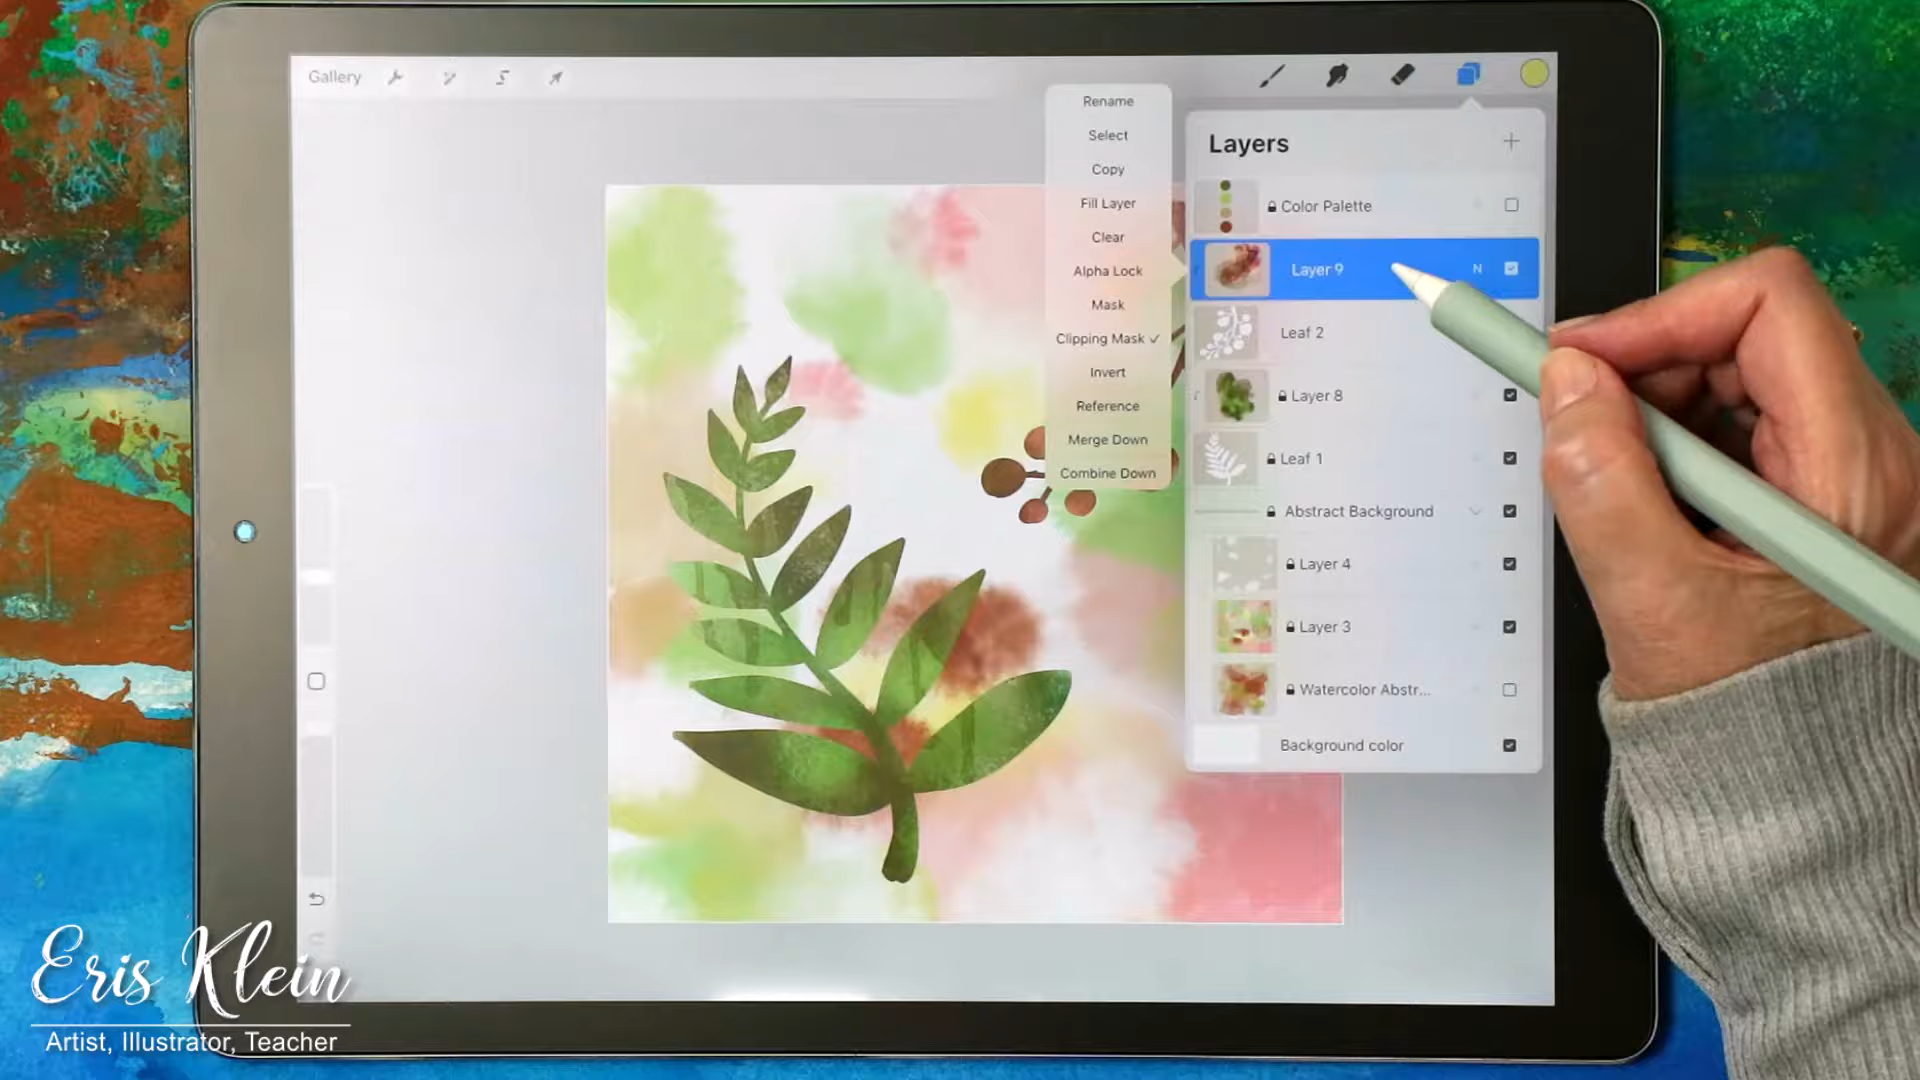 Gallery
Rename
Select
Copy
Fill Layer
Clear
Alpha Lock
Mask
Clipping Mask ✓
Invert
Reference
Merge Down
Combine Down
Layers
Color Palette
Layer 9 N
Leaf 2
Layer 8
Leaf 1
Abstract Background
Layer 4
Layer 3
Watercolor Abstr...
Background color
Eris Klein
Artist, Illustrator, Teacher